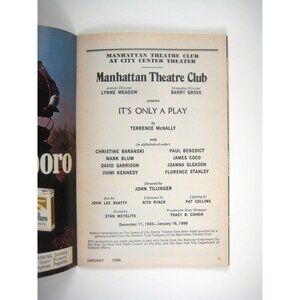 MANHATTAN THEATRE CLUB
AT CITY CENTER THEATER
Manhattan Theatre Club
Artistic Director
LYNNE MEADOW
Managing Director
BARRY GROVE
presents
IT'S ONLY A PLAY
By
TERRENCE McNALLY
with
(in alphabetical order)
CHRISTINE BARANSKI
PAUL BENEDICT
MARK BLUM
JAMES COCO
DAVID GARRISON
JOANNA GLEASON
JIHMI KENNEDY
FLORENCE STANLEY
Directed by
JOHN TILLINGER
Set by
JOHN LEE BEATTY
Costumes by
RITA RYACK
Lighting by
PAT COLLINS
Sound by
STAN METELITS
Production Stage Manager
TRACY B. COHEN
December 17, 1985–January 19, 1986
JANUARY 1986
boro